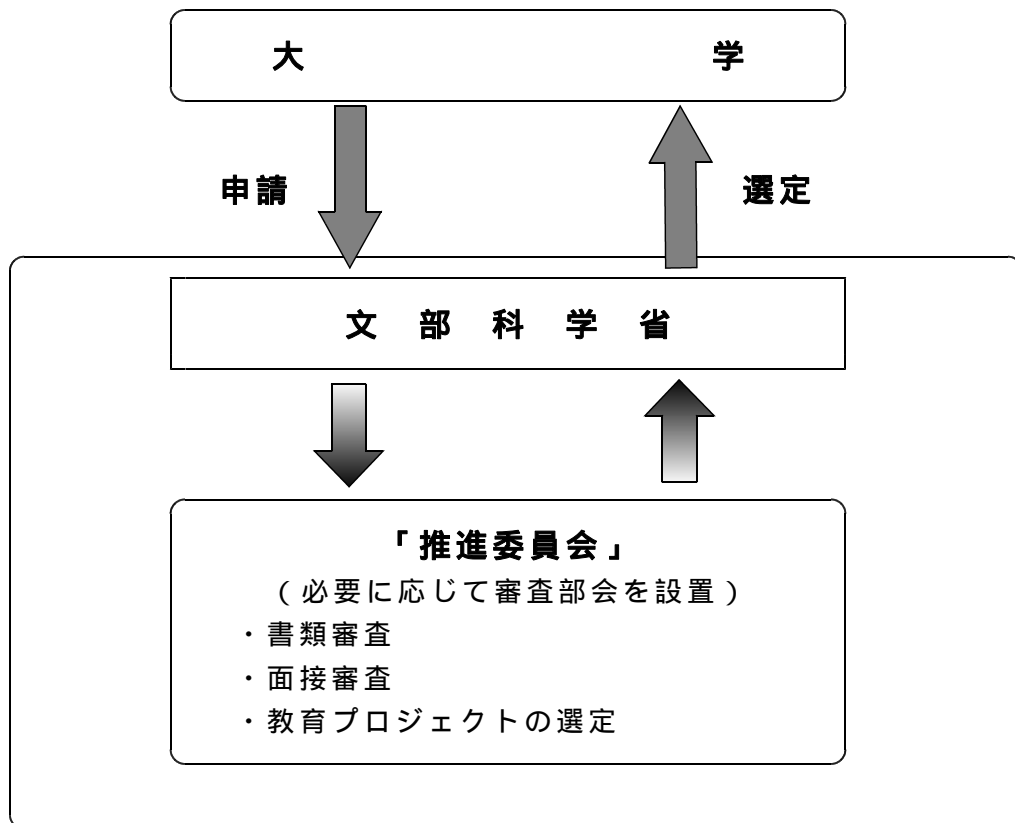 大 学
申請
選定
文部科学省
「推進委員会」
(必要に応じて審査部会を設置)
・書類審査
・面接審査
・教育プロジェクトの選定